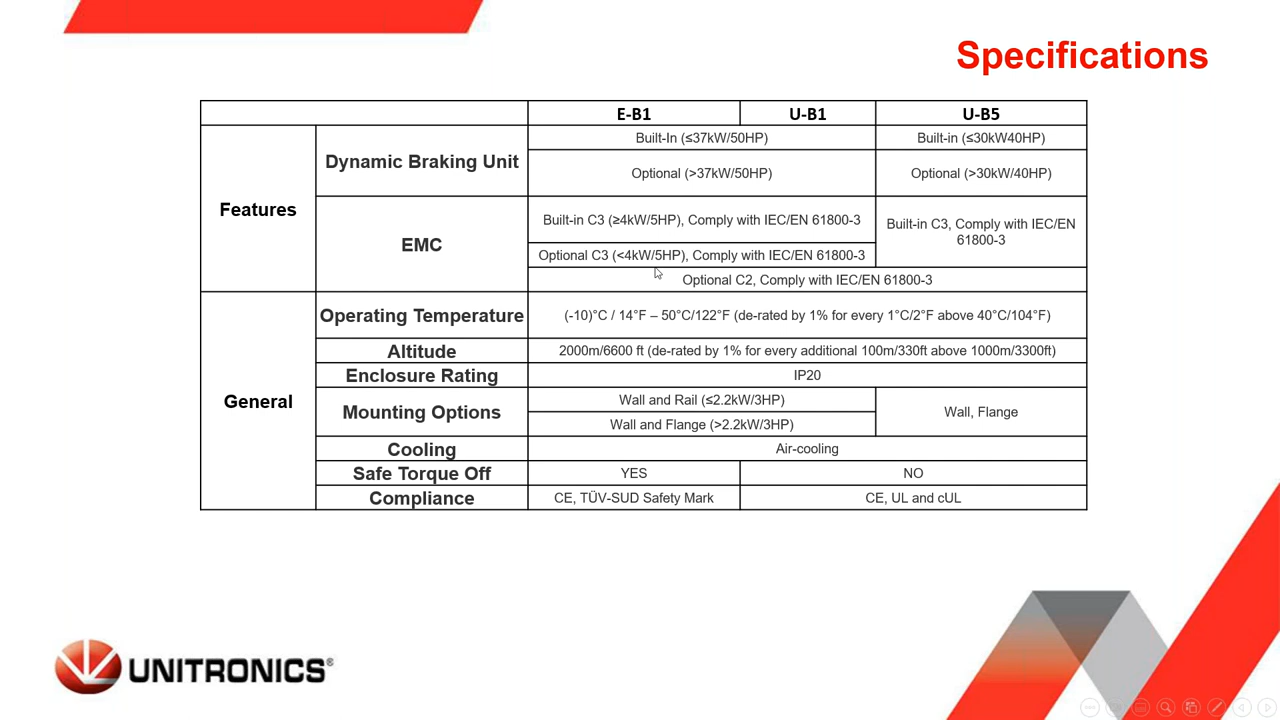 Specifications
E-B1
U-B1
U-B5
Features
Dynamic Braking Unit
Built-In (≤37kW/50HP)
Built-in (≤30kW40HP)
Optional (>37kW/50HP)
Optional (>30kW/40HP)
EMC
Built-in C3 (≥4kW/5HP), Comply with IEC/EN 61800-3
Built-in C3, Comply with IEC/EN
61800-3
Optional C3 (<4kW/5HP), Comply with IEC/EN 61800-3
Optional C2, Comply with IEC/EN 61800-3
General
Operating Temperature
(-10)°C / 14°F – 50°C/122°F (de-rated by 1% for every 1°C/2°F above 40°C/104°F)
Altitude
2000m/6600 ft (de-rated by 1% for every additional 100m/330ft above 1000m/3300ft)
Enclosure Rating
IP20
Mounting Options
Wall and Rail (≤2.2kW/3HP)
Wall, Flange
Wall and Flange (>2.2kW/3HP)
Cooling
Air-cooling
Safe Torque Off
YES
NO
Compliance
CE, TÜV-SUD Safety Mark
CE, UL and cUL
UNITRONICS®